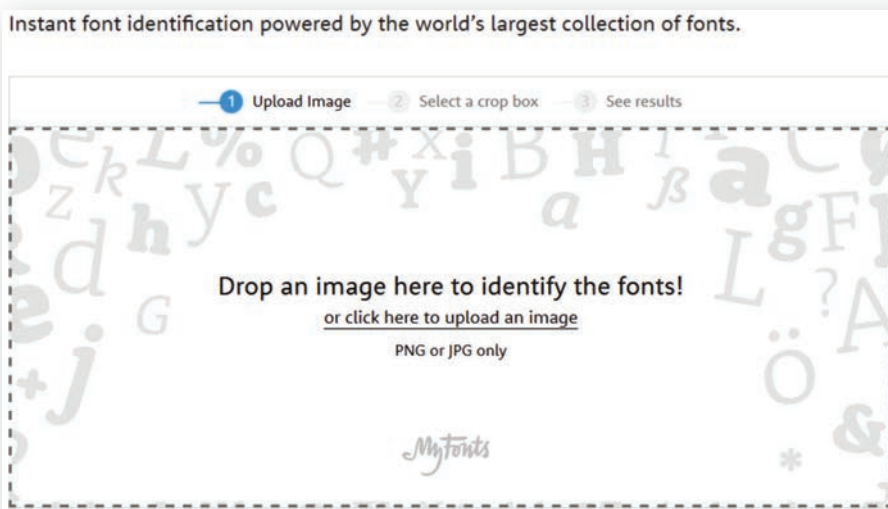 Instant font identification powered by the world's largest collection of fonts.
1 Upload Image 2 Select a crop box 3 See results
Drop an image here to identify the fonts!
or click here to upload an image
PNG or JPG only
MyFonts